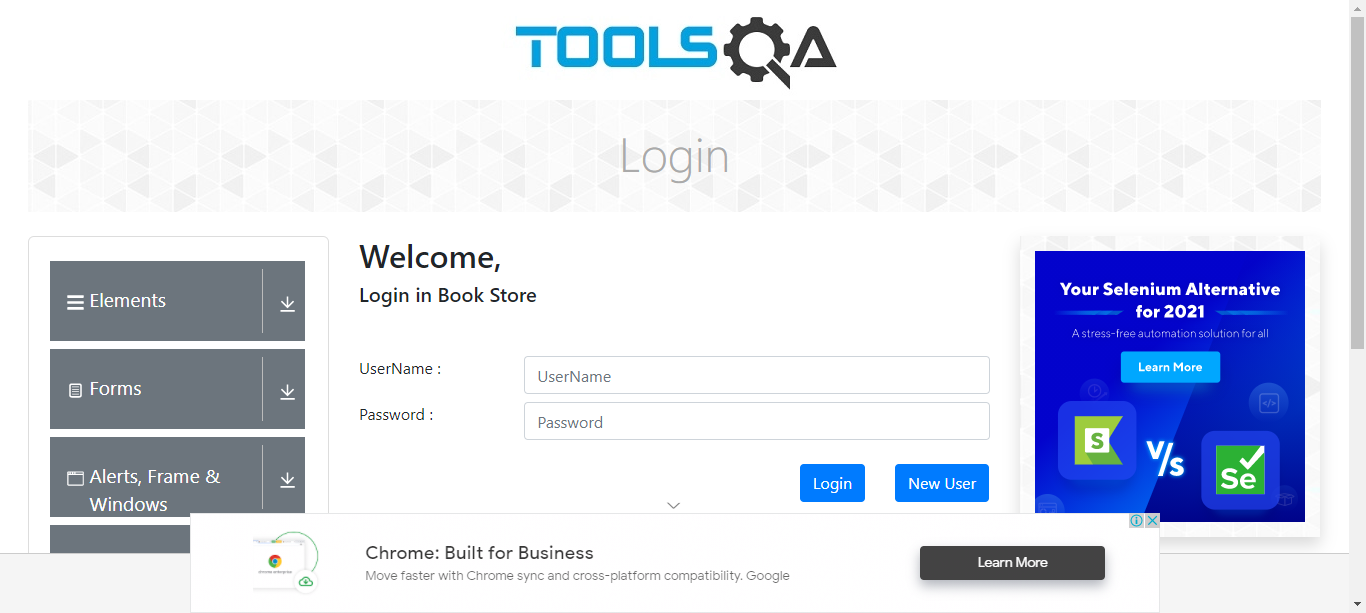 TOOLSQA
Login
Elements
Forms
Alerts, Frame &
Windows
Welcome,
Login in Book Store
UserName :
UserName
Password :
Password
Login
New User
Your Selenium Alternative
for 2021
A stress-free automation solution for all
Learn More
S
V/s
Se
Chrome: Built for Business
Move faster with Chrome sync and cross-platform compatibility. Google
Learn More